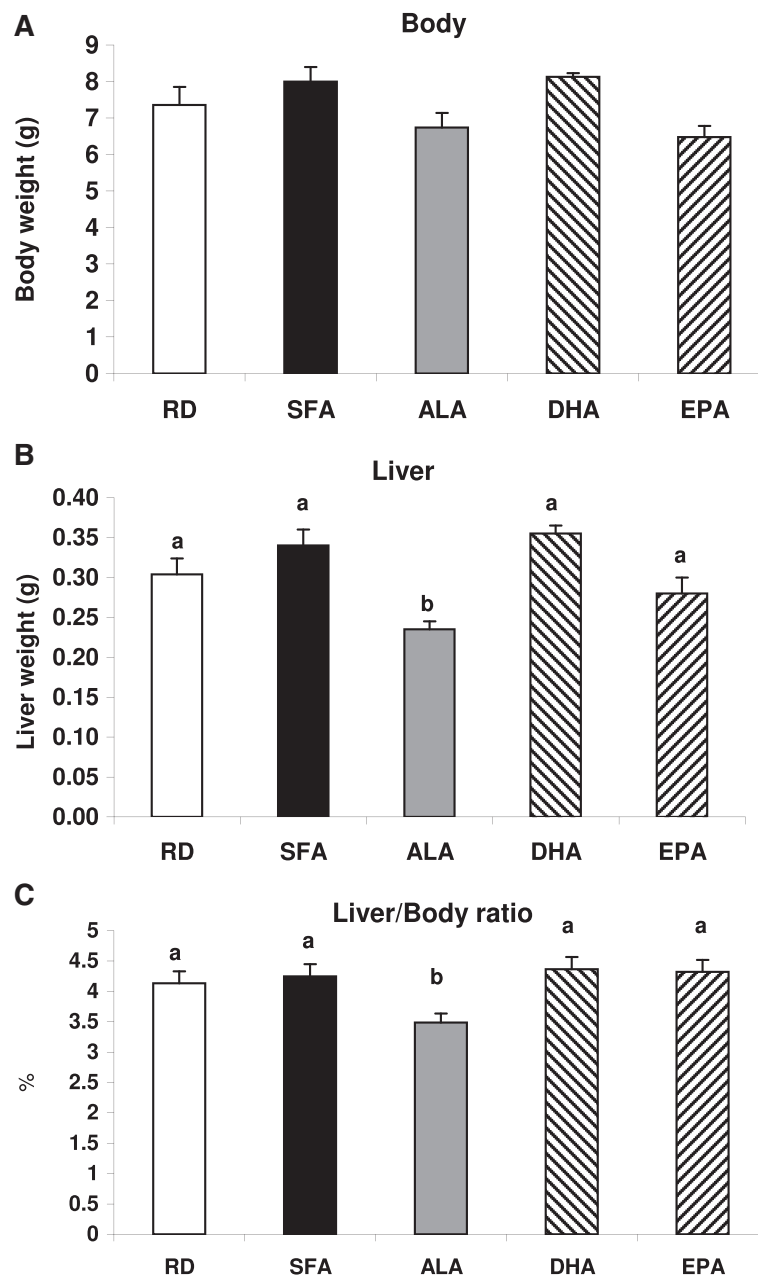 A
Body
Body weight (g)
9
8
7
6
5
4
3
2
1
0
RD SFA ALA DHA EPA
B
Liver
Liver weight (g)
0.40
0.35
0.30
0.25
0.20
0.15
0.10
0.05
0.00
a a b a a
RD SFA ALA DHA EPA
C
Liver/Body ratio
%
5
4.5
4
3.5
3
2.5
2
1.5
1
0.5
0
a a b a a
RD SFA ALA DHA EPA